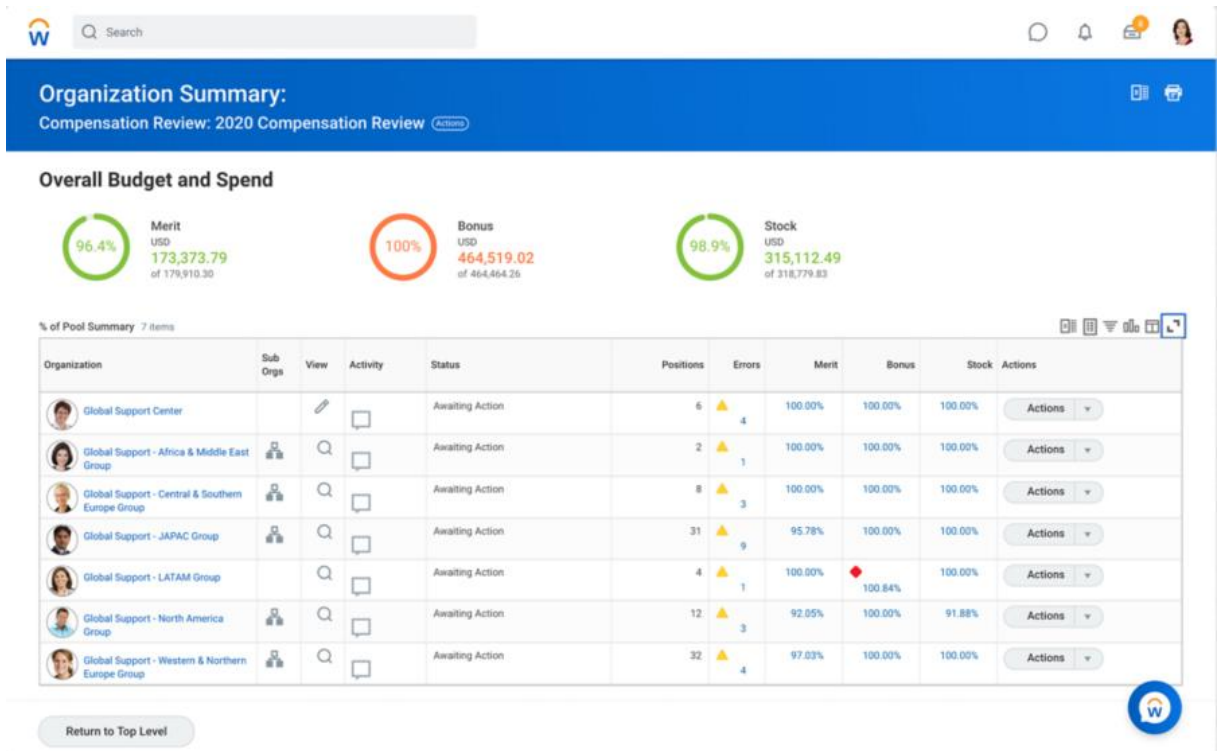 Search
Organization Summary:
Compensation Review: 2020 Compensation Review Actions
Overall Budget and Spend
96.4%
Merit
USD
173,373.79
of 179,910.30
100%
Bonus
USD
464,519.02
of 464,464.26
98.9%
Stock
USD
315,112.49
of 318,779.83
% of Pool Summary 7 items
Organization Sub Orgs View Activity Status Positions Errors Merit Bonus Stock Actions
Global Support Center Awaiting Action 6 4 100.00% 100.00% 100.00% Actions
Global Support - Africa & Middle East
Group Awaiting Action 2 1 100.00% 100.00% 100.00% Actions
Global Support - Central & Southern
Europe Group Awaiting Action 8 3 100.00% 100.00% 100.00% Actions
Global Support - JAPAC Group Awaiting Action 31 9 95.78% 100.00% 100.00% Actions
Global Support - LATAM Group Awaiting Action 4 1 100.00% 100.84% 100.00% Actions
Global Support - North America
Group Awaiting Action 12 3 92.05% 100.00% 91.88% Actions
Global Support - Western & Northern
Europe Group Awaiting Action 32 4 97.03% 100.00% 100.00% Actions
Return to Top Level